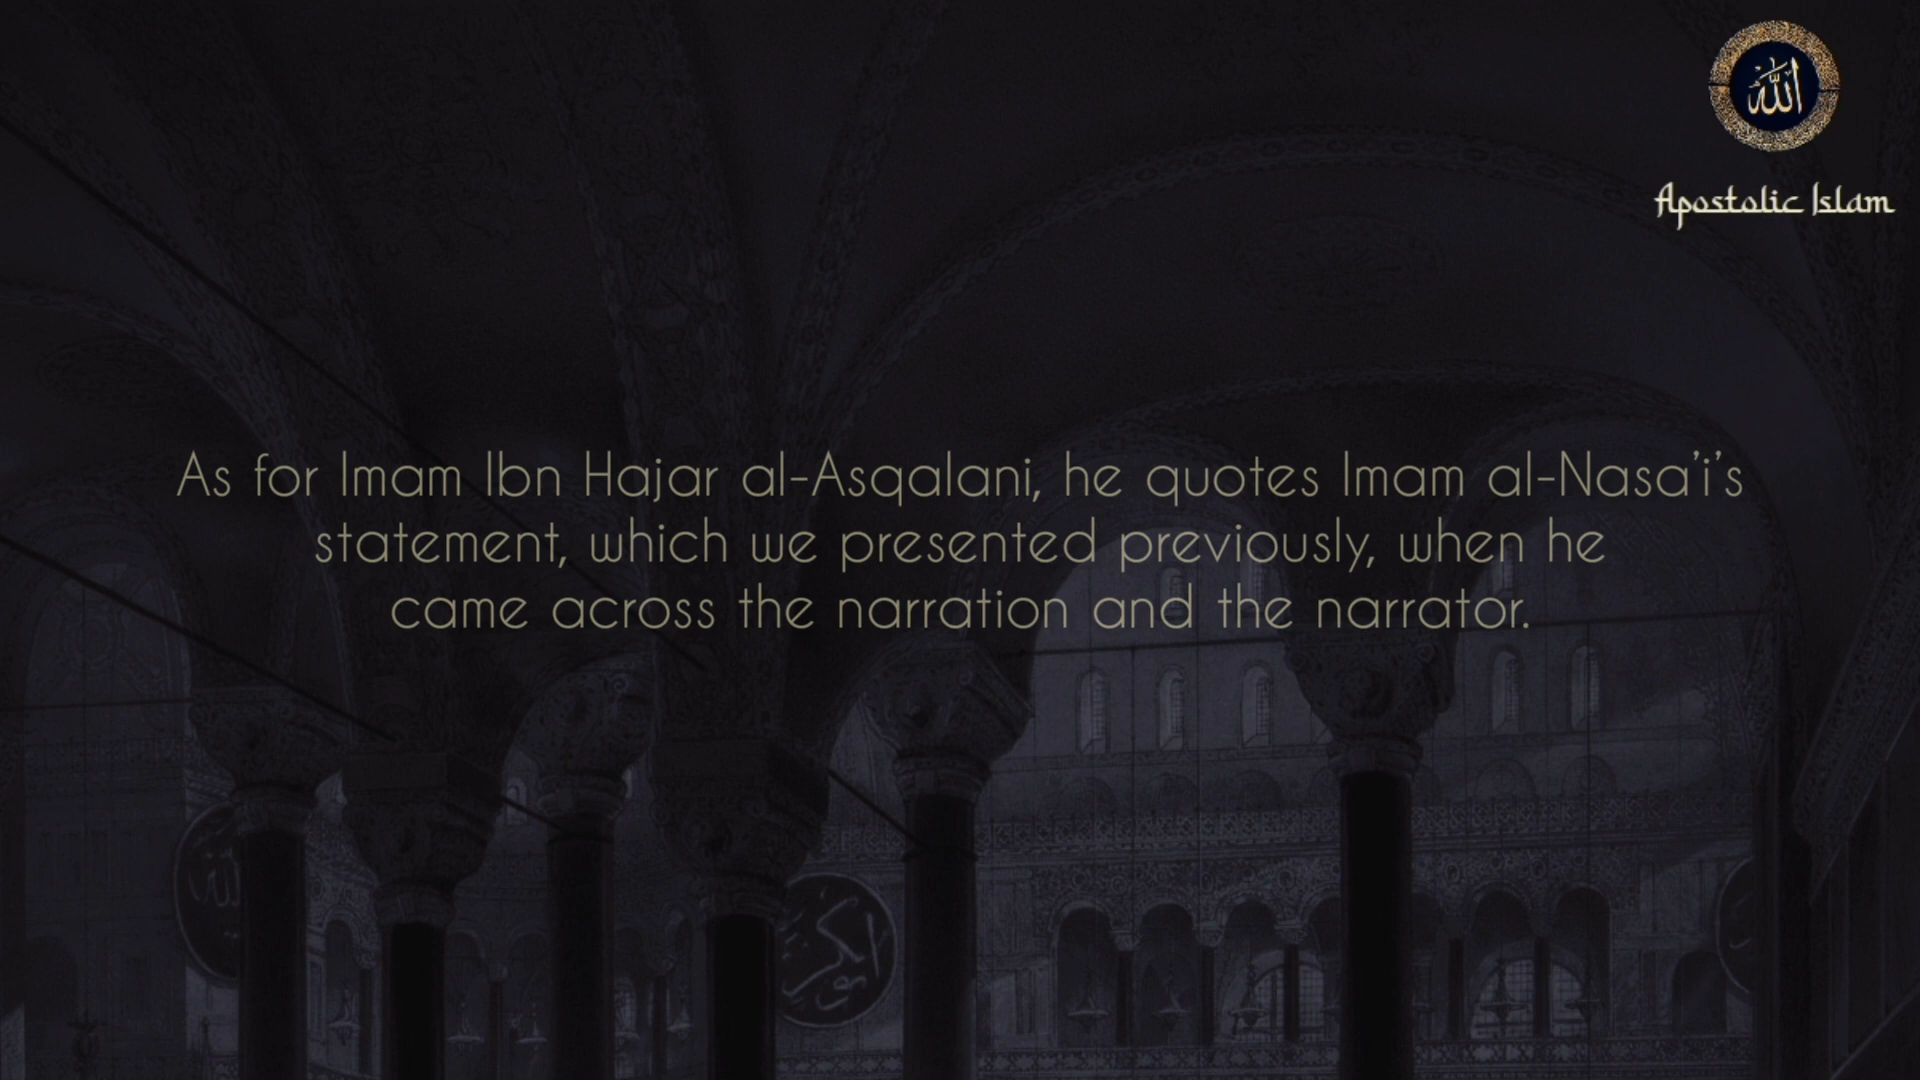 الله
Apostolic Islam
As for Imam Ibn Hajar al-Asqalani, he quotes Imam al-Nasa'i's
statement, which we presented previously, when he
came across the narration and the narrator.